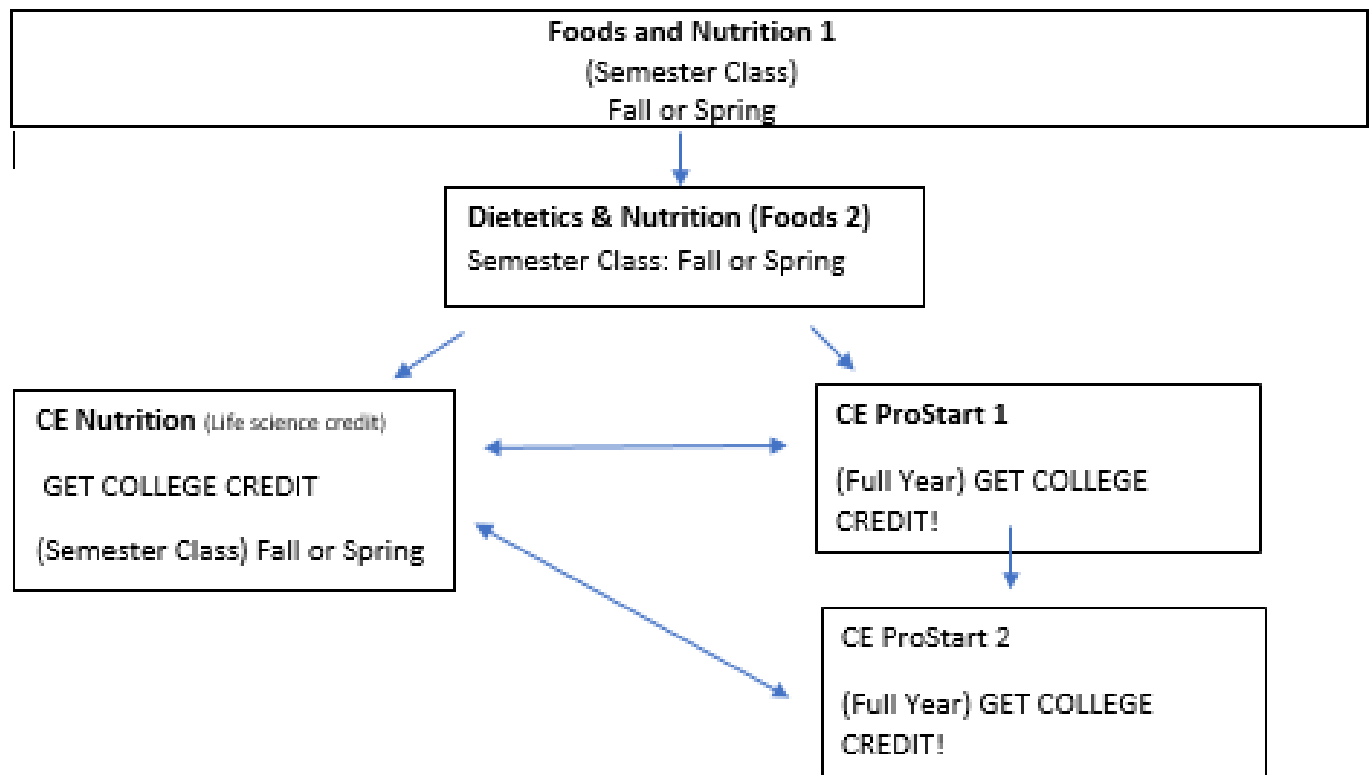 Foods and Nutrition 1
(Semester Class)
Fall or Spring
Dietetics & Nutrition (Foods 2)
Semester Class: Fall or Spring
CE Nutrition (Life science credit)
GET COLLEGE CREDIT
(Semester Class) Fall or Spring
CE ProStart 1
(Full Year) GET COLLEGE
CREDIT!
CE ProStart 2
(Full Year) GET COLLEGE
CREDIT!